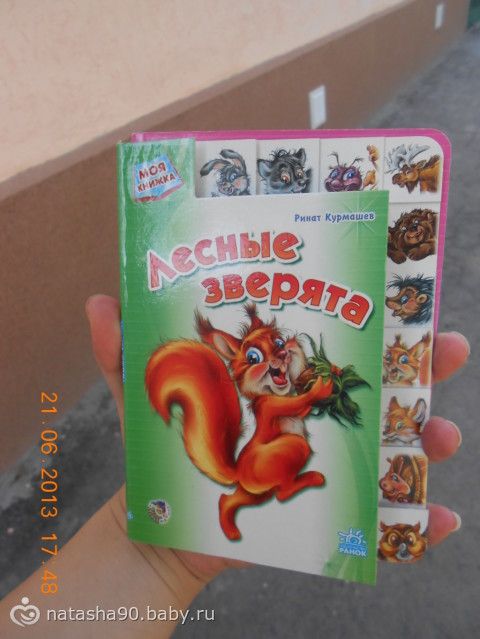 МОЯ
КНИЖКА
Ринат Курмашев
Лесные
зверята
РАНОК
21.06.2013 17:48
natasha90.baby.ru